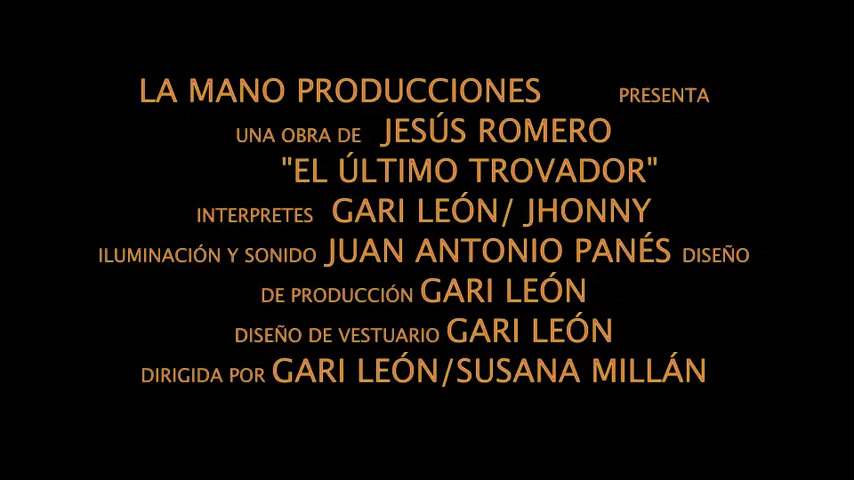 LA MANO PRODUCCIONES PRESENTA
UNA OBRA DE JESÚS ROMERO
"EL ÚLTIMO TROVADOR"
INTERPRETES GARI LEÓN/ JHONNY
ILUMINACIÓN Y SONIDO JUAN ANTONIO PANÉS DISEÑO
DE PRODUCCIÓN GARI LEÓN
DISEÑO DE VESTUARIO GARI LEÓN
DIRIGIDA POR GARI LEÓN/SUSANA MILLÁN